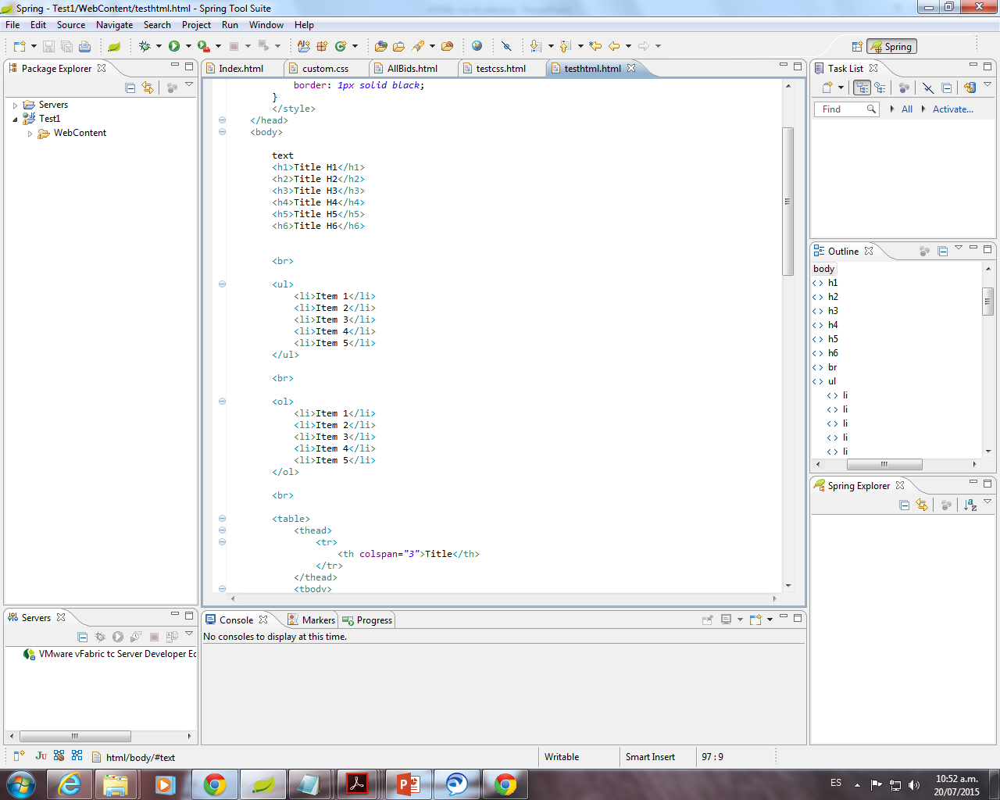 Spring - Test1/WebContent/testhtml.html - Spring Tool Suite
File Edit Source Navigate Search Project Run Window Help
Spring
Package Explorer
Servers
Test1
WebContent
Index.html custom.css AllBids.html testcss.html testhtml.html
border: 1px solid black;
}
</style>
</head>
<body>
text
<h1>Title H1</h1>
<h2>Title H2</h2>
<h3>Title H3</h3>
<h4>Title H4</h4>
<h5>Title H5</h5>
<h6>Title H6</h6>
<br>
<ul>
<li>Item 1</li>
<li>Item 2</li>
<li>Item 3</li>
<li>Item 4</li>
<li>Item 5</li>
</ul>
<br>
<ol>
<li>Item 1</li>
<li>Item 2</li>
<li>Item 3</li>
<li>Item 4</li>
<li>Item 5</li>
</ol>
<br>
<table>
<thead>
<tr>
<th colspan="3">Title</th>
</tr>
</thead>
<tbody>
Task List
Find All Activate...
Outline
body
h1
h2
h3
h4
h5
h6
br
ul
li
li
li
li
li
Spring Explorer
Servers
VMware vFabric tc Server Developer Ec
Console Markers Progress
No consoles to display at this time.
html/body/#text Writable Smart Insert 97 : 9
ES 10:52 a.m.
20/07/2015